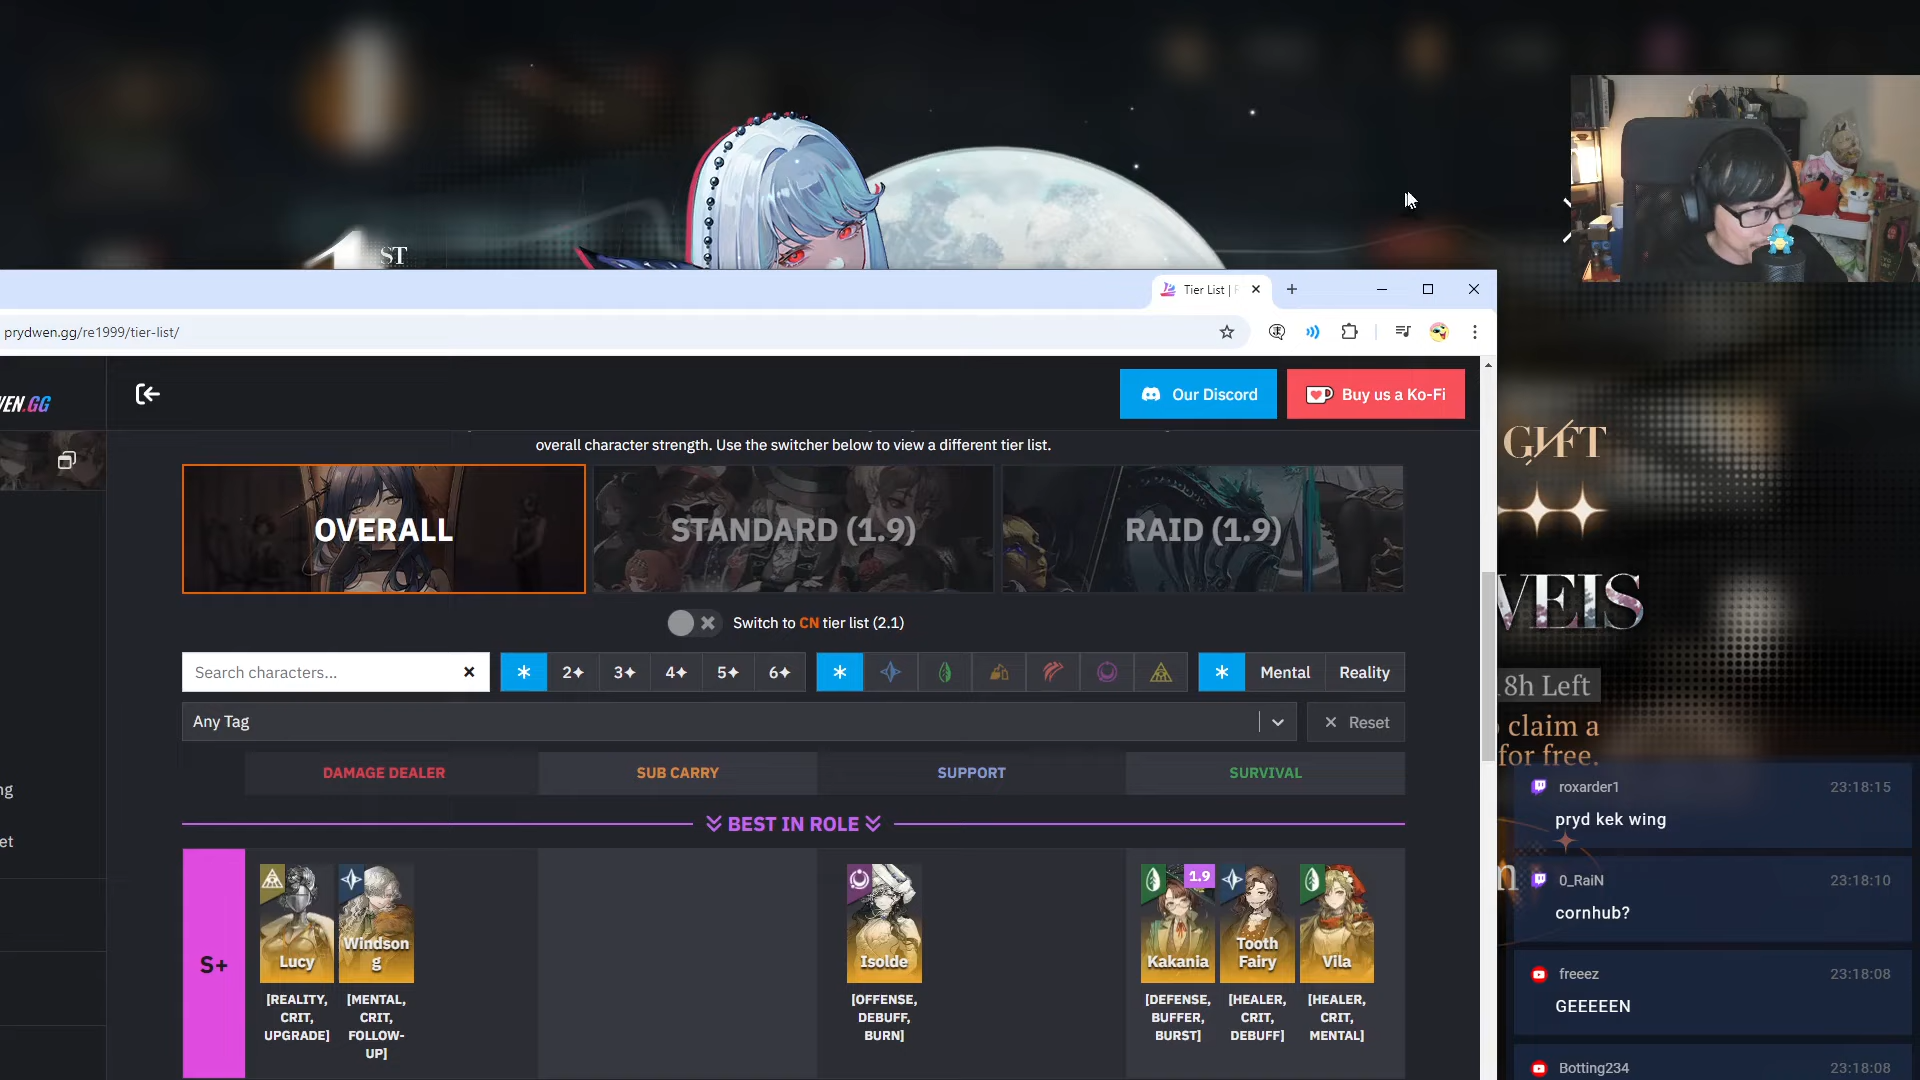 ST
Tier List |
prydwen.gg/re1999/tier-list/
WEN.GG
Our Discord
Buy us a Ko-Fi
overall character strength. Use the switcher below to view a different tier list.
OVERALL
STANDARD (1.9)
RAID (1.9)
Switch to CN tier list (2.1)
Search characters...
2✦
3✦
4✦
5✦
6✦
Mental
Reality
Any Tag
Reset
DAMAGE DEALER
SUB CARRY
SUPPORT
SURVIVAL
BEST IN ROLE
S+
Lucy
[REALITY,
CRIT,
UPGRADE]
Windson
g
[MENTAL,
CRIT,
FOLLOW-
UP]
Isolde
[OFFENSE,
DEBUFF,
BURN]
1.9
Kakania
[DEFENSE,
BUFFER,
BURST]
Tooth
Fairy
[HEALER,
CRIT,
DEBUFF]
Vila
[HEALER,
CRIT,
MENTAL]
ng
et
GIFT
VEIS
8h Left
claim a
for free.
roxarder1
23:18:15
pryd kek wing
0_RaiN
23:18:10
cornhub?
freeez
23:18:08
GEEEEEN
Botting234
23:18:08